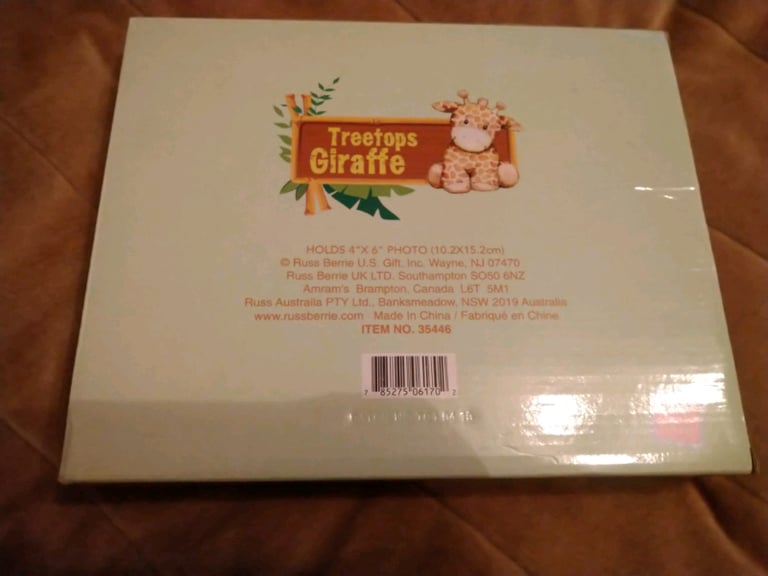 Treetops
Giraffe
HOLDS 4"X 6" PHOTO (10.2X15.2cm)
© Russ Berrie U.S. Gift, Inc. Wayne, NJ 07470
Russ Berrie UK LTD. Southampton SO50 6NZ
Amram's Brampton, Canada L6T 5M1
Russ Australia PTY Ltd., Banksmeadow, NSW 2019 Australia
www.russberrie.com Made In China / Fabriqué en Chine
ITEM NO. 35446
7 85275 06170 2